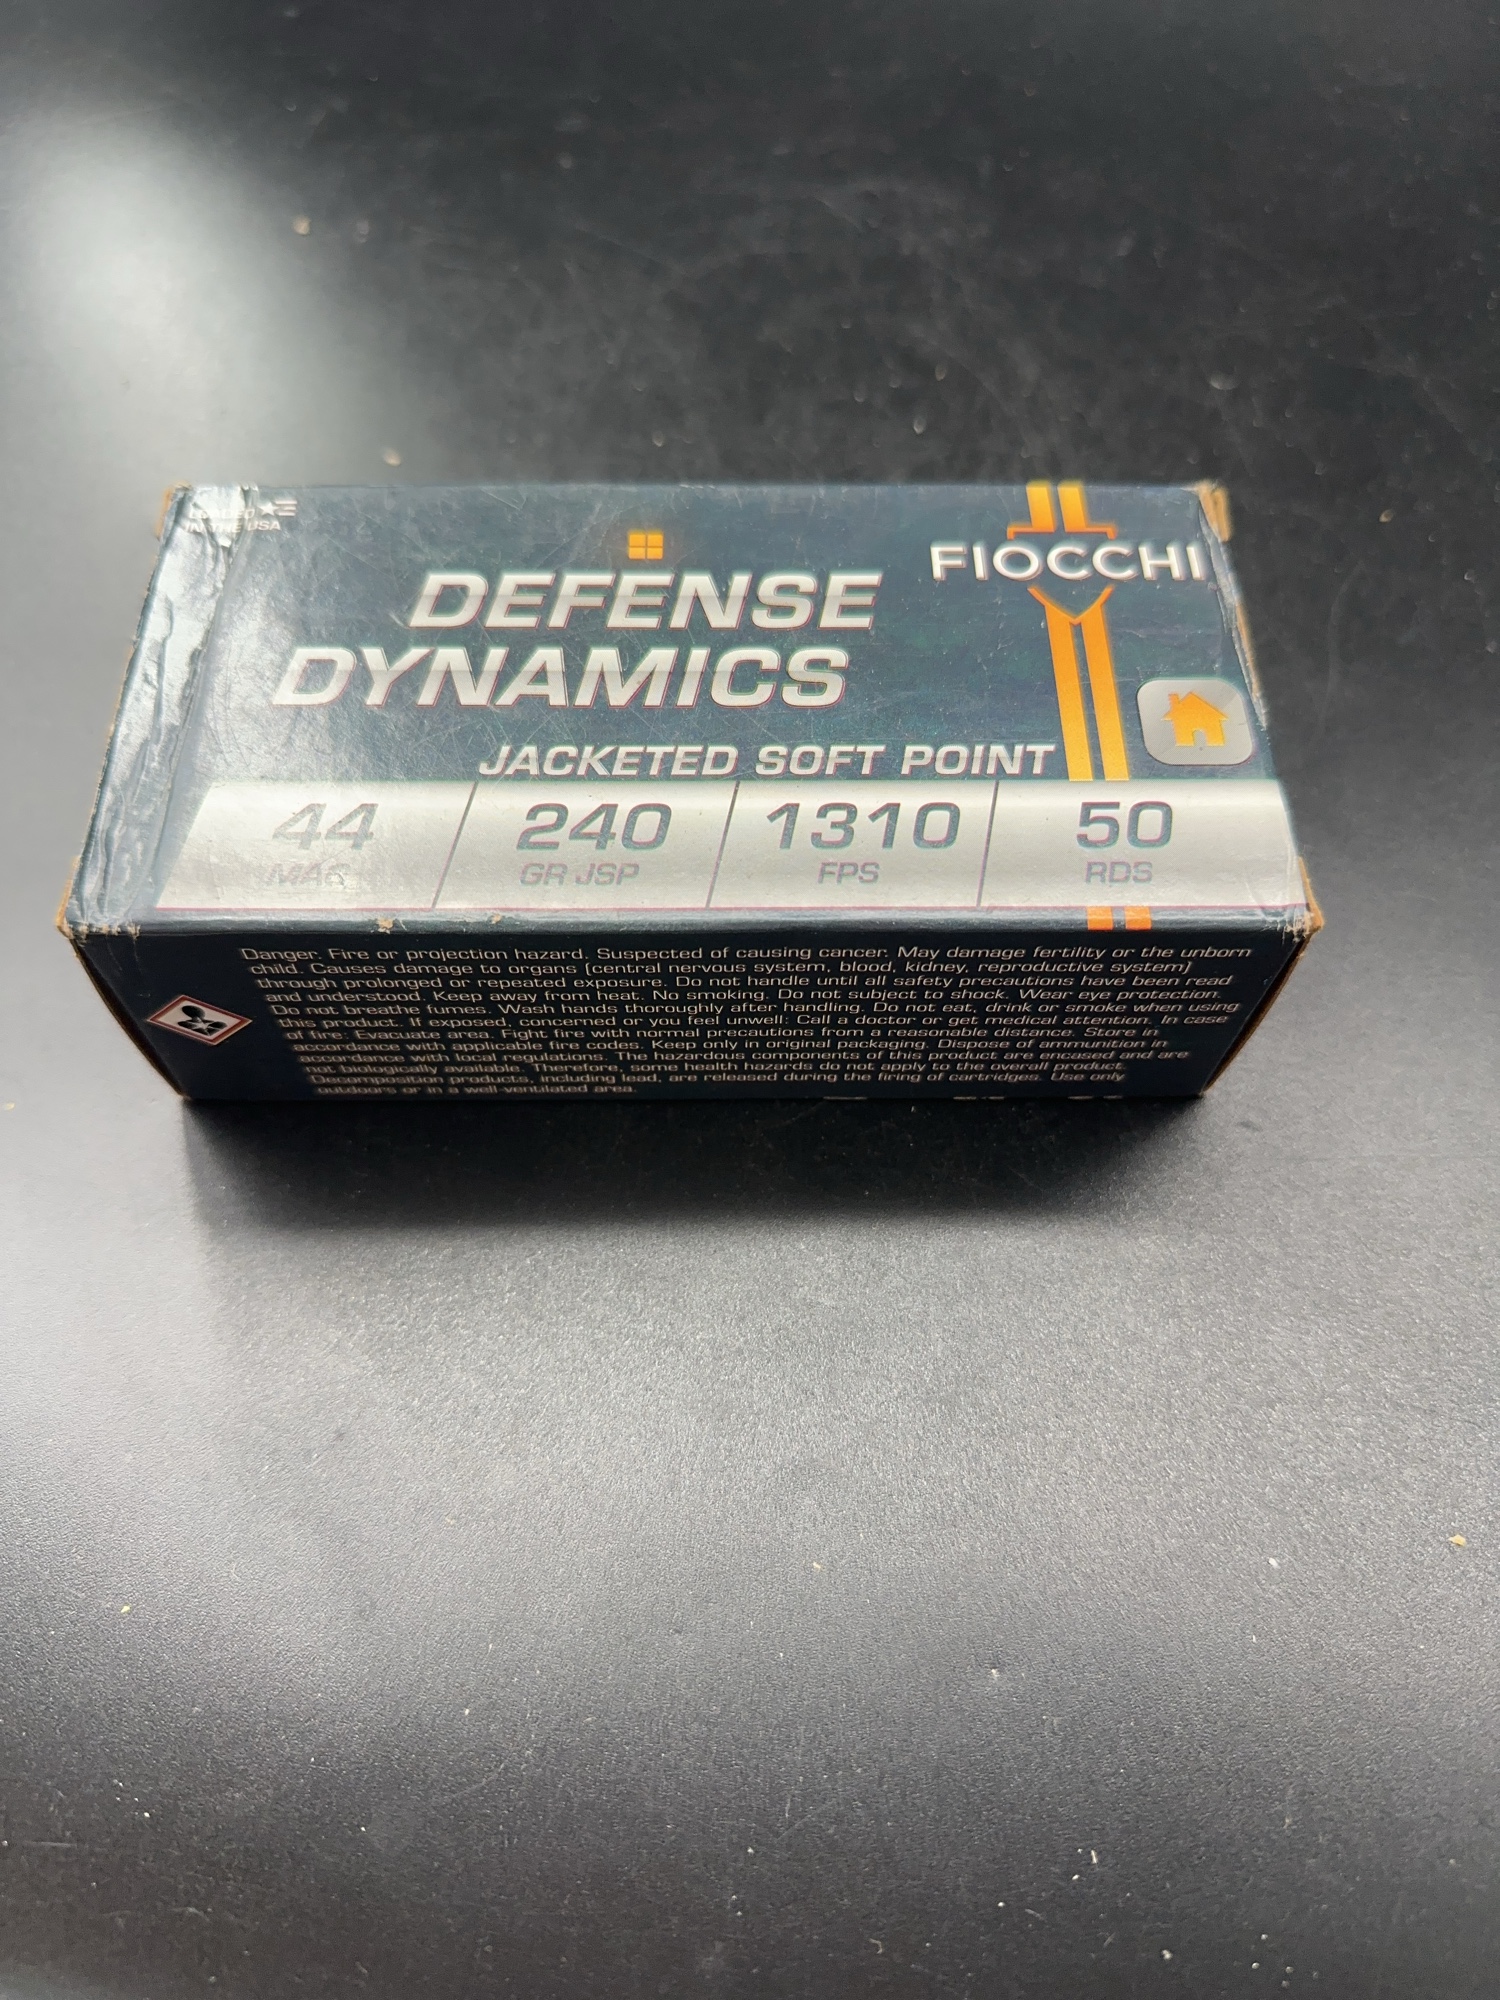 LOADED
IN THE USA
FIOCCHI
DEFENSE
DYNAMICS
JACKETED SOFT POINT
44 240 1310 50
MAG GR JSP FPS RDS
Danger. Fire or projection hazard. Suspected of causing cancer. May damage fertility or the unborn
child. Causes damage to organs (central nervous system, blood, kidney, reproductive system)
through prolonged or repeated exposure. Do not handle until all safety precautions have been read
and understood. Keep away from heat. No smoking. Do not subject to shock. Wear eye protection.
Do not breathe fumes. Wash hands thoroughly after handling. Do not eat, drink or smoke when using
this product. If exposed, concerned or you feel unwell: Call a doctor or get medical attention. In case
of fire: Evacuate area. Fight fire with normal precautions from a reasonable distance. Store in
accordance with applicable fire codes. Keep only in original packaging. Dispose of ammunition in
accordance with local regulations. The hazardous components of this product are encased and are
not biologically available. Therefore, some health hazards do not apply to the overall product.
Decomposition products, including lead, are released during the firing of cartridges. Use only
outdoors or in a well-ventilated area.